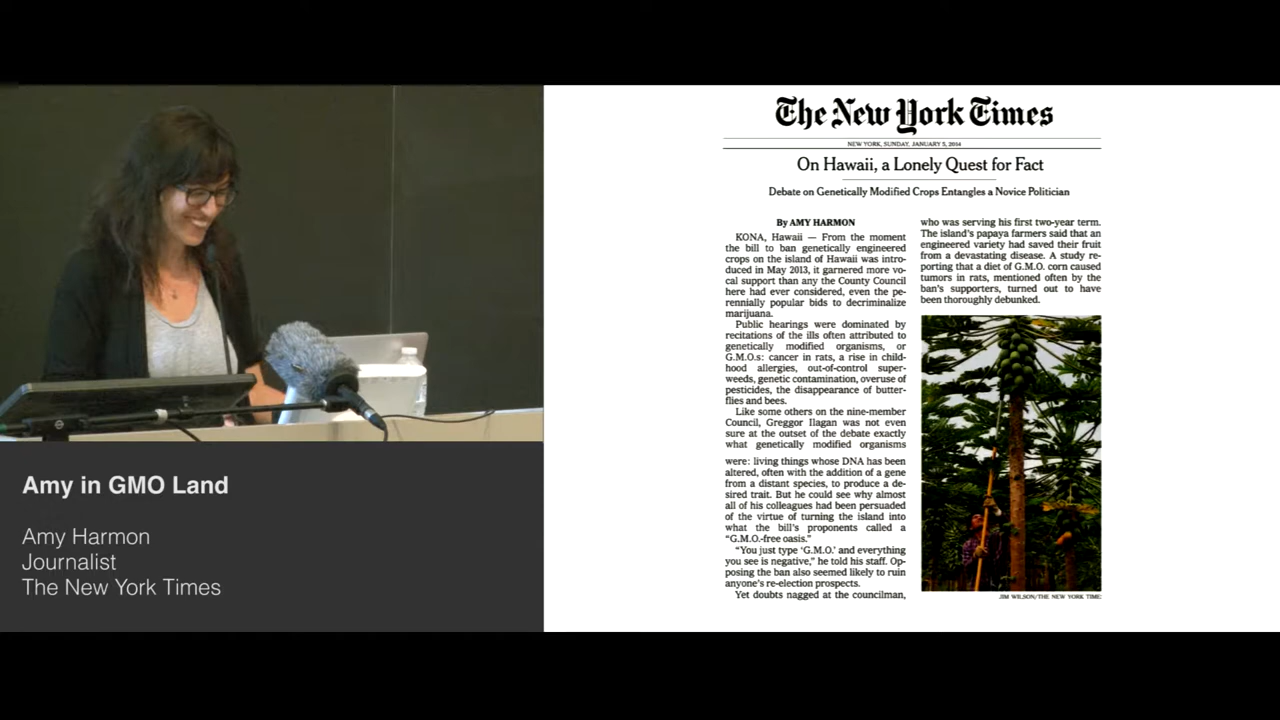 The New York Times
NEW YORK, SUNDAY, JANUARY 5, 2014
On Hawaii, a Lonely Quest for Fact
Debate on Genetically Modified Crops Entangles a Novice Politician
By AMY HARMON
KONA, Hawaii — From the moment
the bill to ban genetically engineered
crops on the island of Hawaii was intro-
duced in May 2013, it garnered more vo-
cal support than any the County Council
here had ever considered, even the pe-
rennially popular bids to decriminalize
marijuana.
Public hearings were dominated by
recitations of the ills often attributed to
genetically modified organisms, or
G.M.O.s: cancer in rats, a rise in child-
hood allergies, out-of-control super-
weeds, genetic contamination, overuse of
pesticides, the disappearance of butter-
flies and bees.
Like some others on the nine-member
Council, Greggor Ilagan was not even
sure at the outset of the debate exactly
what genetically modified organisms
were: living things whose DNA has been
altered, often with the addition of a gene
from a distant species, to produce a de-
sired trait. But he could see why almost
all of his colleagues had been persuaded
of the virtue of turning the island into
what the bill's proponents called a
"G.M.O.-free oasis."
"You just type 'G.M.O.' and everything
you see is negative," he told his staff. Op-
posing the ban also seemed likely to ruin
anyone's re-election prospects.
Yet doubts nagged at the councilman,
who was serving his first two-year term.
The island's papaya farmers said that an
engineered variety had saved their fruit
from a devastating disease. A study re-
porting that a diet of G.M.O. corn caused
tumors in rats, mentioned often by the
ban's supporters, turned out to have
been thoroughly debunked.
JIM WILSON/THE NEW YORK TIME
Amy in GMO Land
Amy Harmon
Journalist
The New York Times